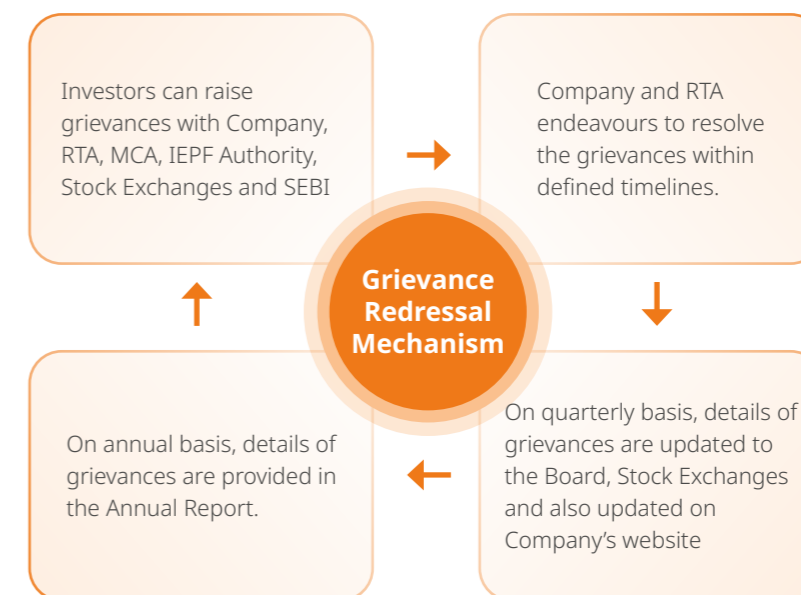 Investors can raise
grievances with Company,
RTA, MCA, IEPF Authority,
Stock Exchanges and SEBI
Company and RTA
endeavours to resolve
the grievances within
defined timelines.
Grievance
Redressal
Mechanism
On quarterly basis, details of
grievances are updated to
the Board, Stock Exchanges
and also updated on
Company’s website
On annual basis, details of
grievances are provided in
the Annual Report.